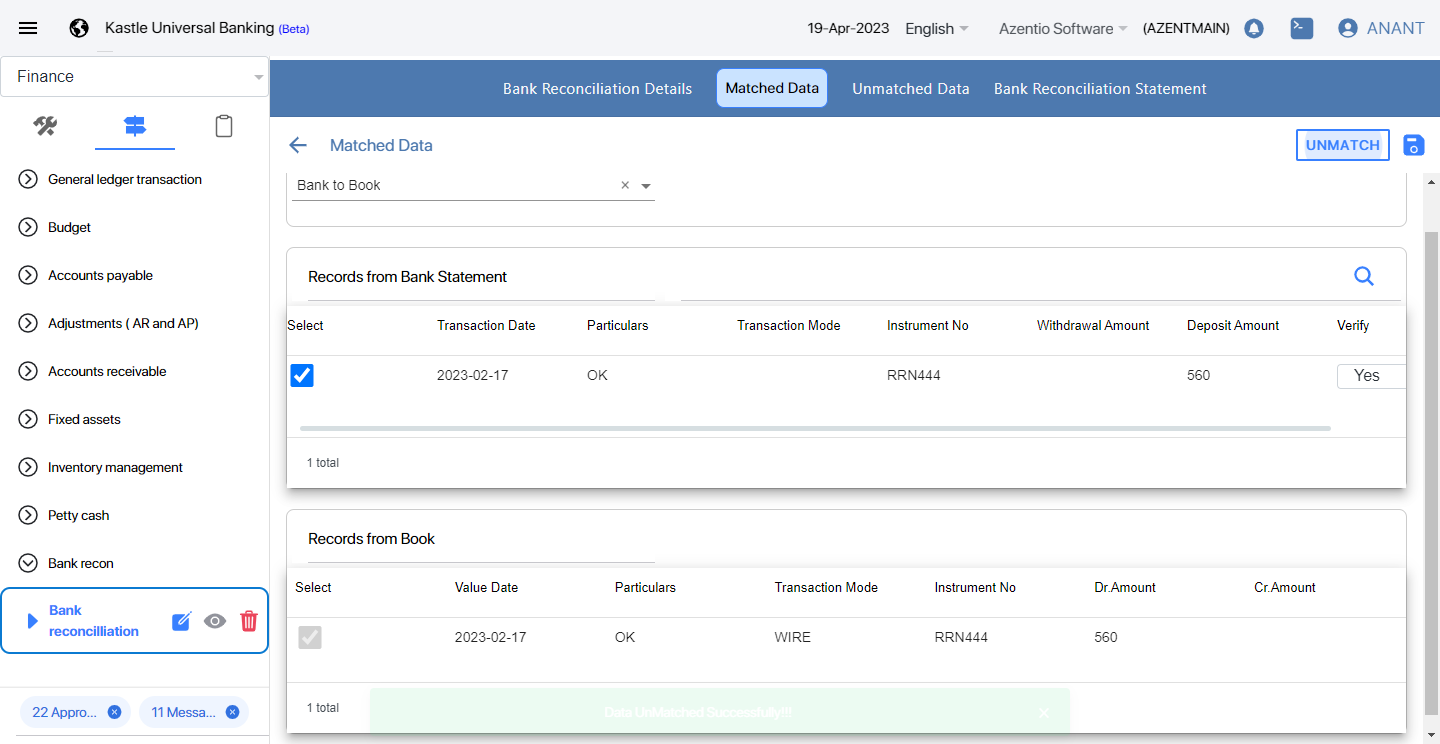 Kastle Universal Banking (Beta)
19-Apr-2023 English Azentio Software (AZENTMAIN) ANANT
Finance
Bank Reconciliation Details Matched Data Unmatched Data Bank Reconciliation Statement
Matched Data UNMATCH
General ledger transaction
Budget
Accounts payable
Adjustments ( AR and AP)
Accounts receivable
Fixed assets
Inventory management
Petty cash
Bank recon
Bank
reconcilliation
22 Appro... 11 Messa...
Bank to Book
Records from Bank Statement
Select Transaction Date Particulars Transaction Mode Instrument No Withdrawal Amount Deposit Amount Verify
2023-02-17 OK RRN444 560 Yes
1 total
Records from Book
Select Value Date Particulars Transaction Mode Instrument No Dr.Amount Cr.Amount
2023-02-17 OK WIRE RRN444 560
1 total
Data UnMatched Successfully!!!